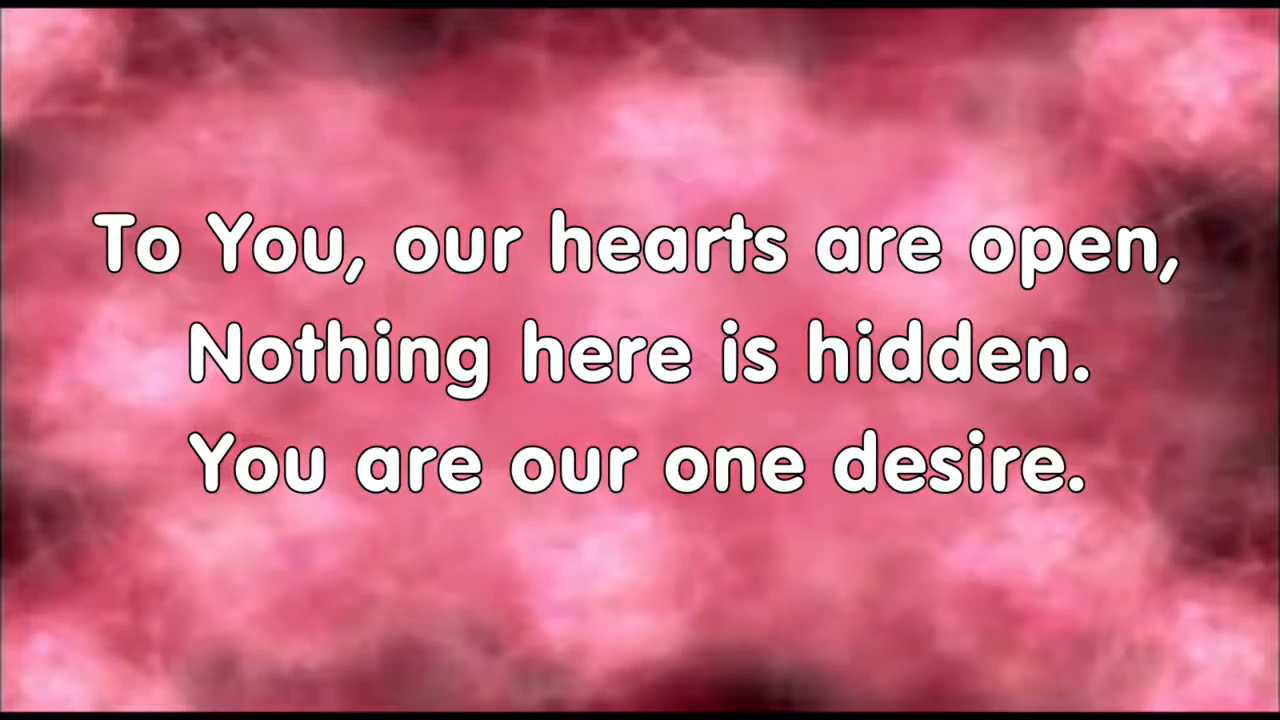 To You, our hearts are open,
Nothing here is hidden.
You are our one desire.